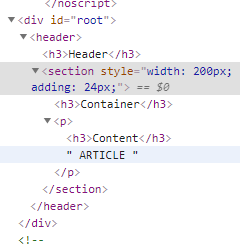 </noscript>
▼<div id="root">
▼<header>
<h3>Header</h3>
▼<section style="width: 200px;
adding: 24px;"> == $0
<h3>Container</h3>
▼<p>
<h3>Content</h3>
" ARTICLE "
</p>
</section>
</header>
</div>
<!--